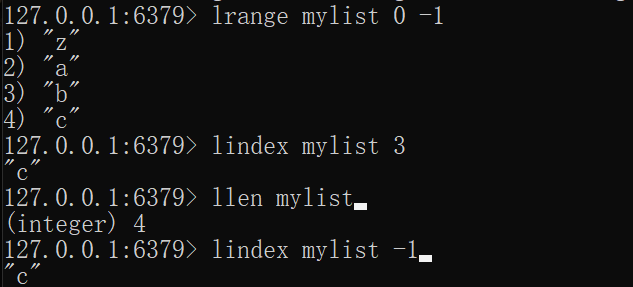 127.0.0.1:6379> lrange mylist 0 -1
1) "z"
2) "a"
3) "b"
4) "c"
127.0.0.1:6379> lindex mylist 3
"c"
127.0.0.1:6379> llen mylist
(integer) 4
127.0.0.1:6379> lindex mylist -1
"c"